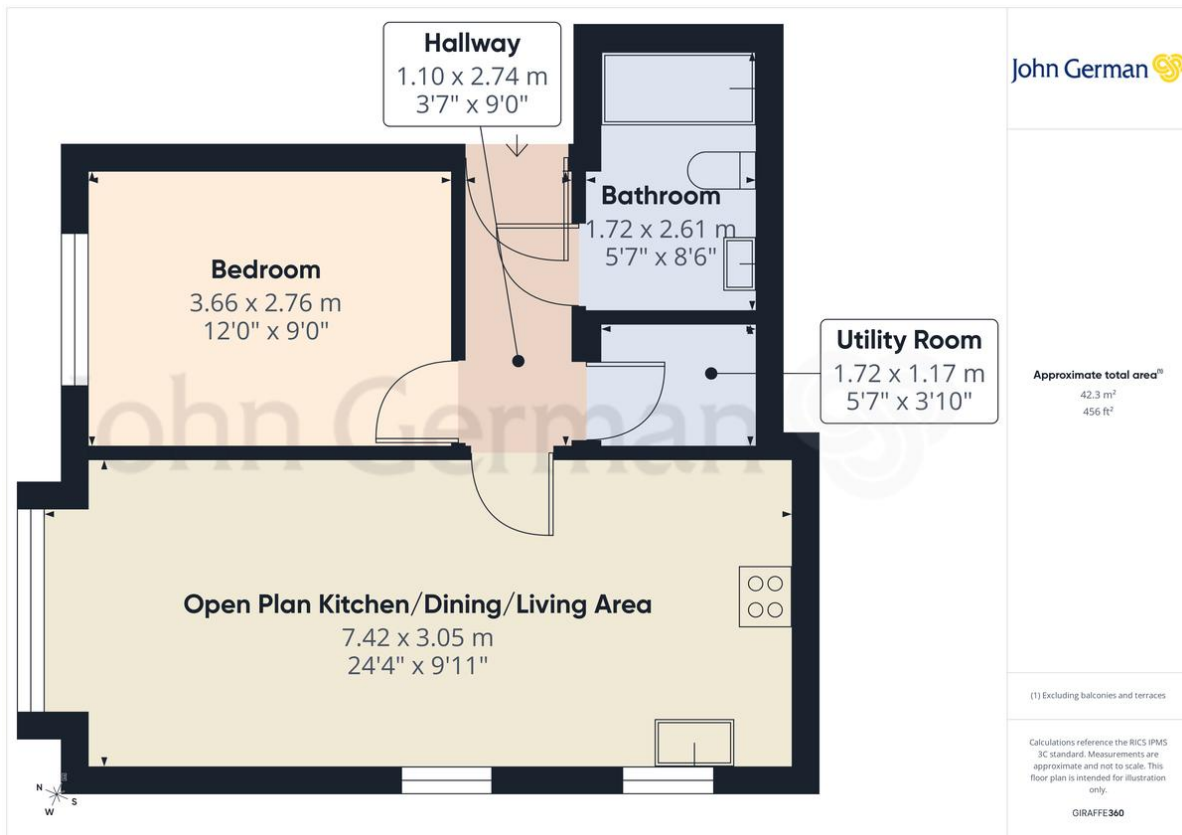 Hallway
1.10 x 2.74 m
3'7" x 9'0"
John German
Bathroom
1.72 x 2.61 m
5'7" x 8'6"
Bedroom
3.66 x 2.76 m
12'0" x 9'0"
Utility Room
1.72 x 1.17 m
5'7" x 3'10"
Approximate total area⁽¹⁾
42.3 m²
456 ft²
John German
Open Plan Kitchen/Dining/Living Area
7.42 x 3.05 m
24'4" x 9'11"
(1) Excluding balconies and terraces
Calculations reference the RICS IPMS
3C standard. Measurements are
approximate and not to scale. This
floor plan is intended for illustration
only.
GIRAFFE360
N
S
W